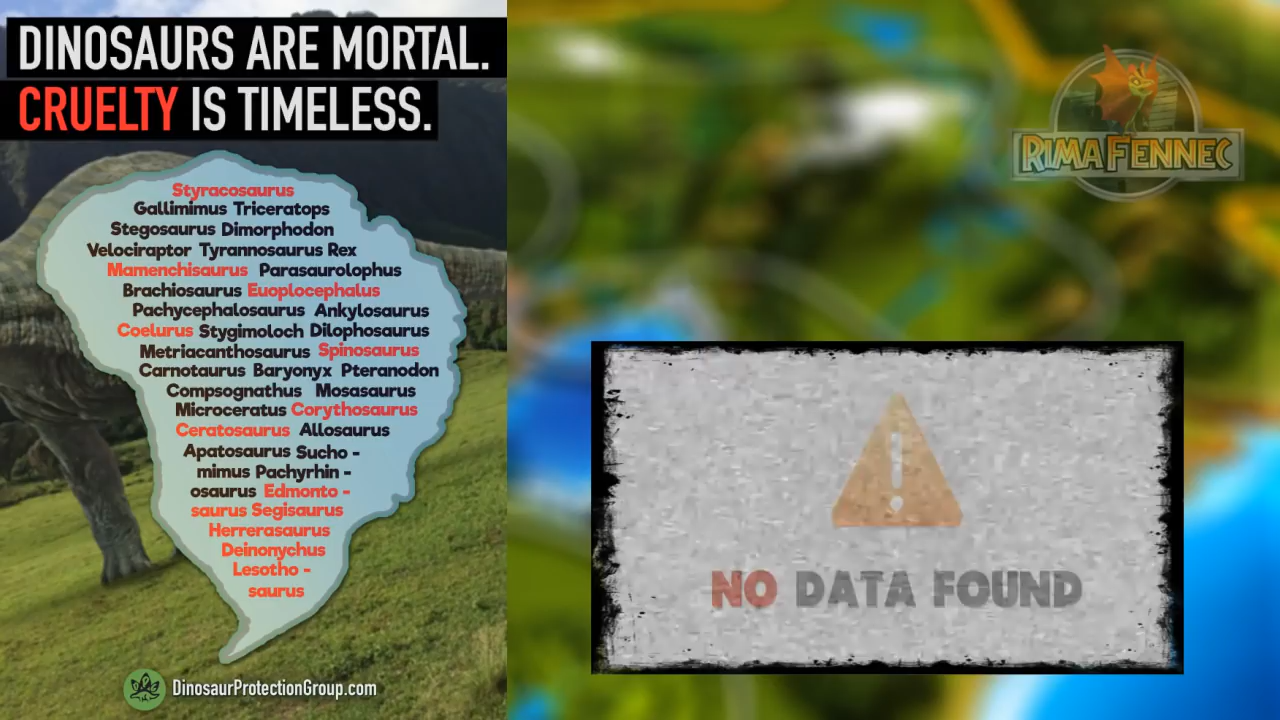 DINOSAURS ARE MORTAL.
CRUELTY IS TIMELESS.
Styracosaurus
Gallimimus Triceratops
Stegosaurus Dimorphodon
Velociraptor Tyrannosaurus Rex
Mamenchisaurus Parasaurolophus
Brachiosaurus Euoplocephalus
Pachycephalosaurus Ankylosaurus
Coelurus Stygimoloch Dilophosaurus
Metriacanthosaurus Spinosaurus
Carnotaurus Baryonyx Pteranodon
Compsognathus Mosasaurus
Microceratus Corythosaurus
Ceratosaurus Allosaurus
Apatosaurus Sucho -
mimus Pachyrhin -
osaurus Edmonto -
saurus Segisaurus
Herrerasaurus
Deinonychus
Lesotho -
saurus
DinosaurProtectionGroup.com
RIMA FENNEC
NO DATA FOUND